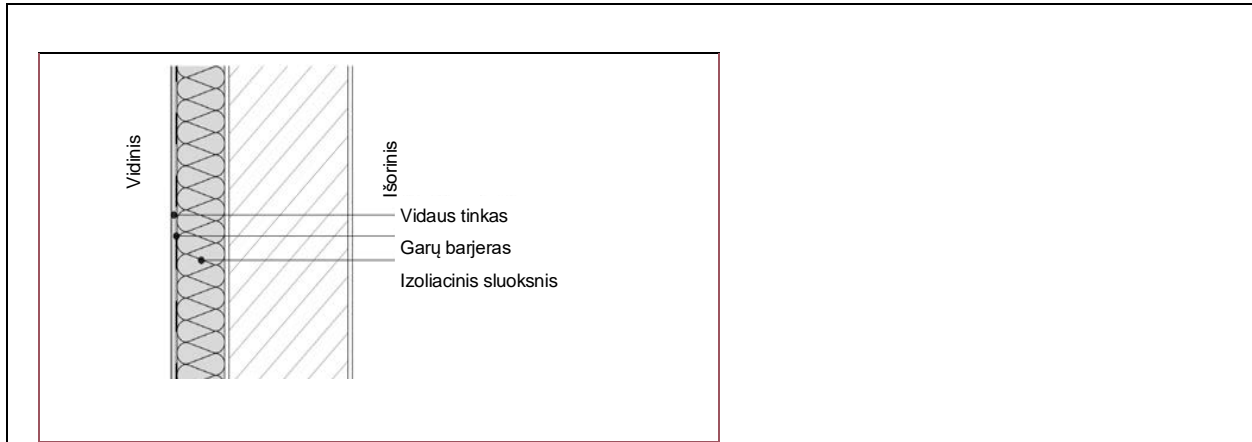 Vidinis
Išorinis
Vidaus tinkas
Garų barjeras
Izoliacinis sluoksnis